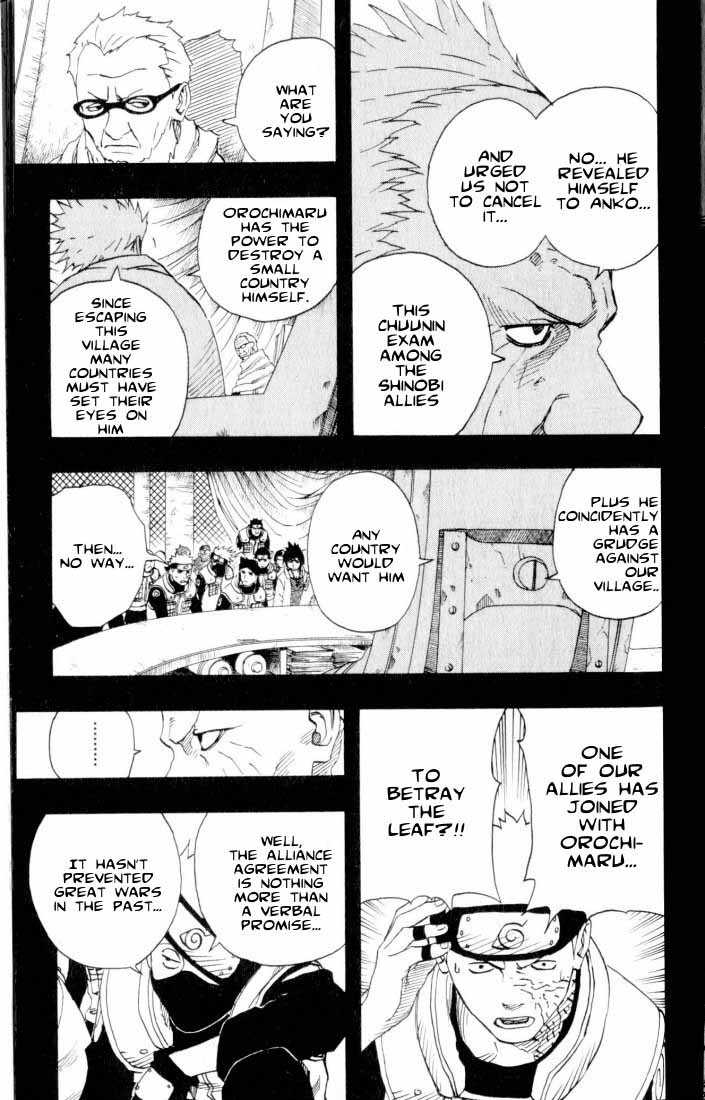 NO... HE
REVEALED
HIMSELF
TO ANKO...
AND
URGED
US NOT
TO CANCEL
IT...
THIS
CHUUNIN
EXAM
AMONG
THE
SHINOBI
ALLIES
WHAT
ARE
YOU
SAYING?
OROCHIMARU
HAS THE
POWER TO
DESTROY A
SMALL
COUNTRY
HIMSELF.
SINCE
ESCAPING
THIS
VILLAGE
MANY
COUNTRIES
MUST HAVE
SET THEIR
EYES ON
HIM
PLUS HE
COINCIDENTLY
HAS A
GRUDGE
AGAINST
OUR
VILLAGE..
ANY
COUNTRY
WOULD
WANT HIM
THEN...
NO WAY...
ONE
OF OUR
ALLIES HAS
JOINED
WITH
OROCHI-
MARU...
TO
BETRAY
THE
LEAF?!!
........
WELL,
THE ALLIANCE
AGREEMENT
IS NOTHING
MORE THAN
A VERBAL
PROMISE...
IT HASN'T
PREVENTED
GREAT WARS
IN THE PAST...